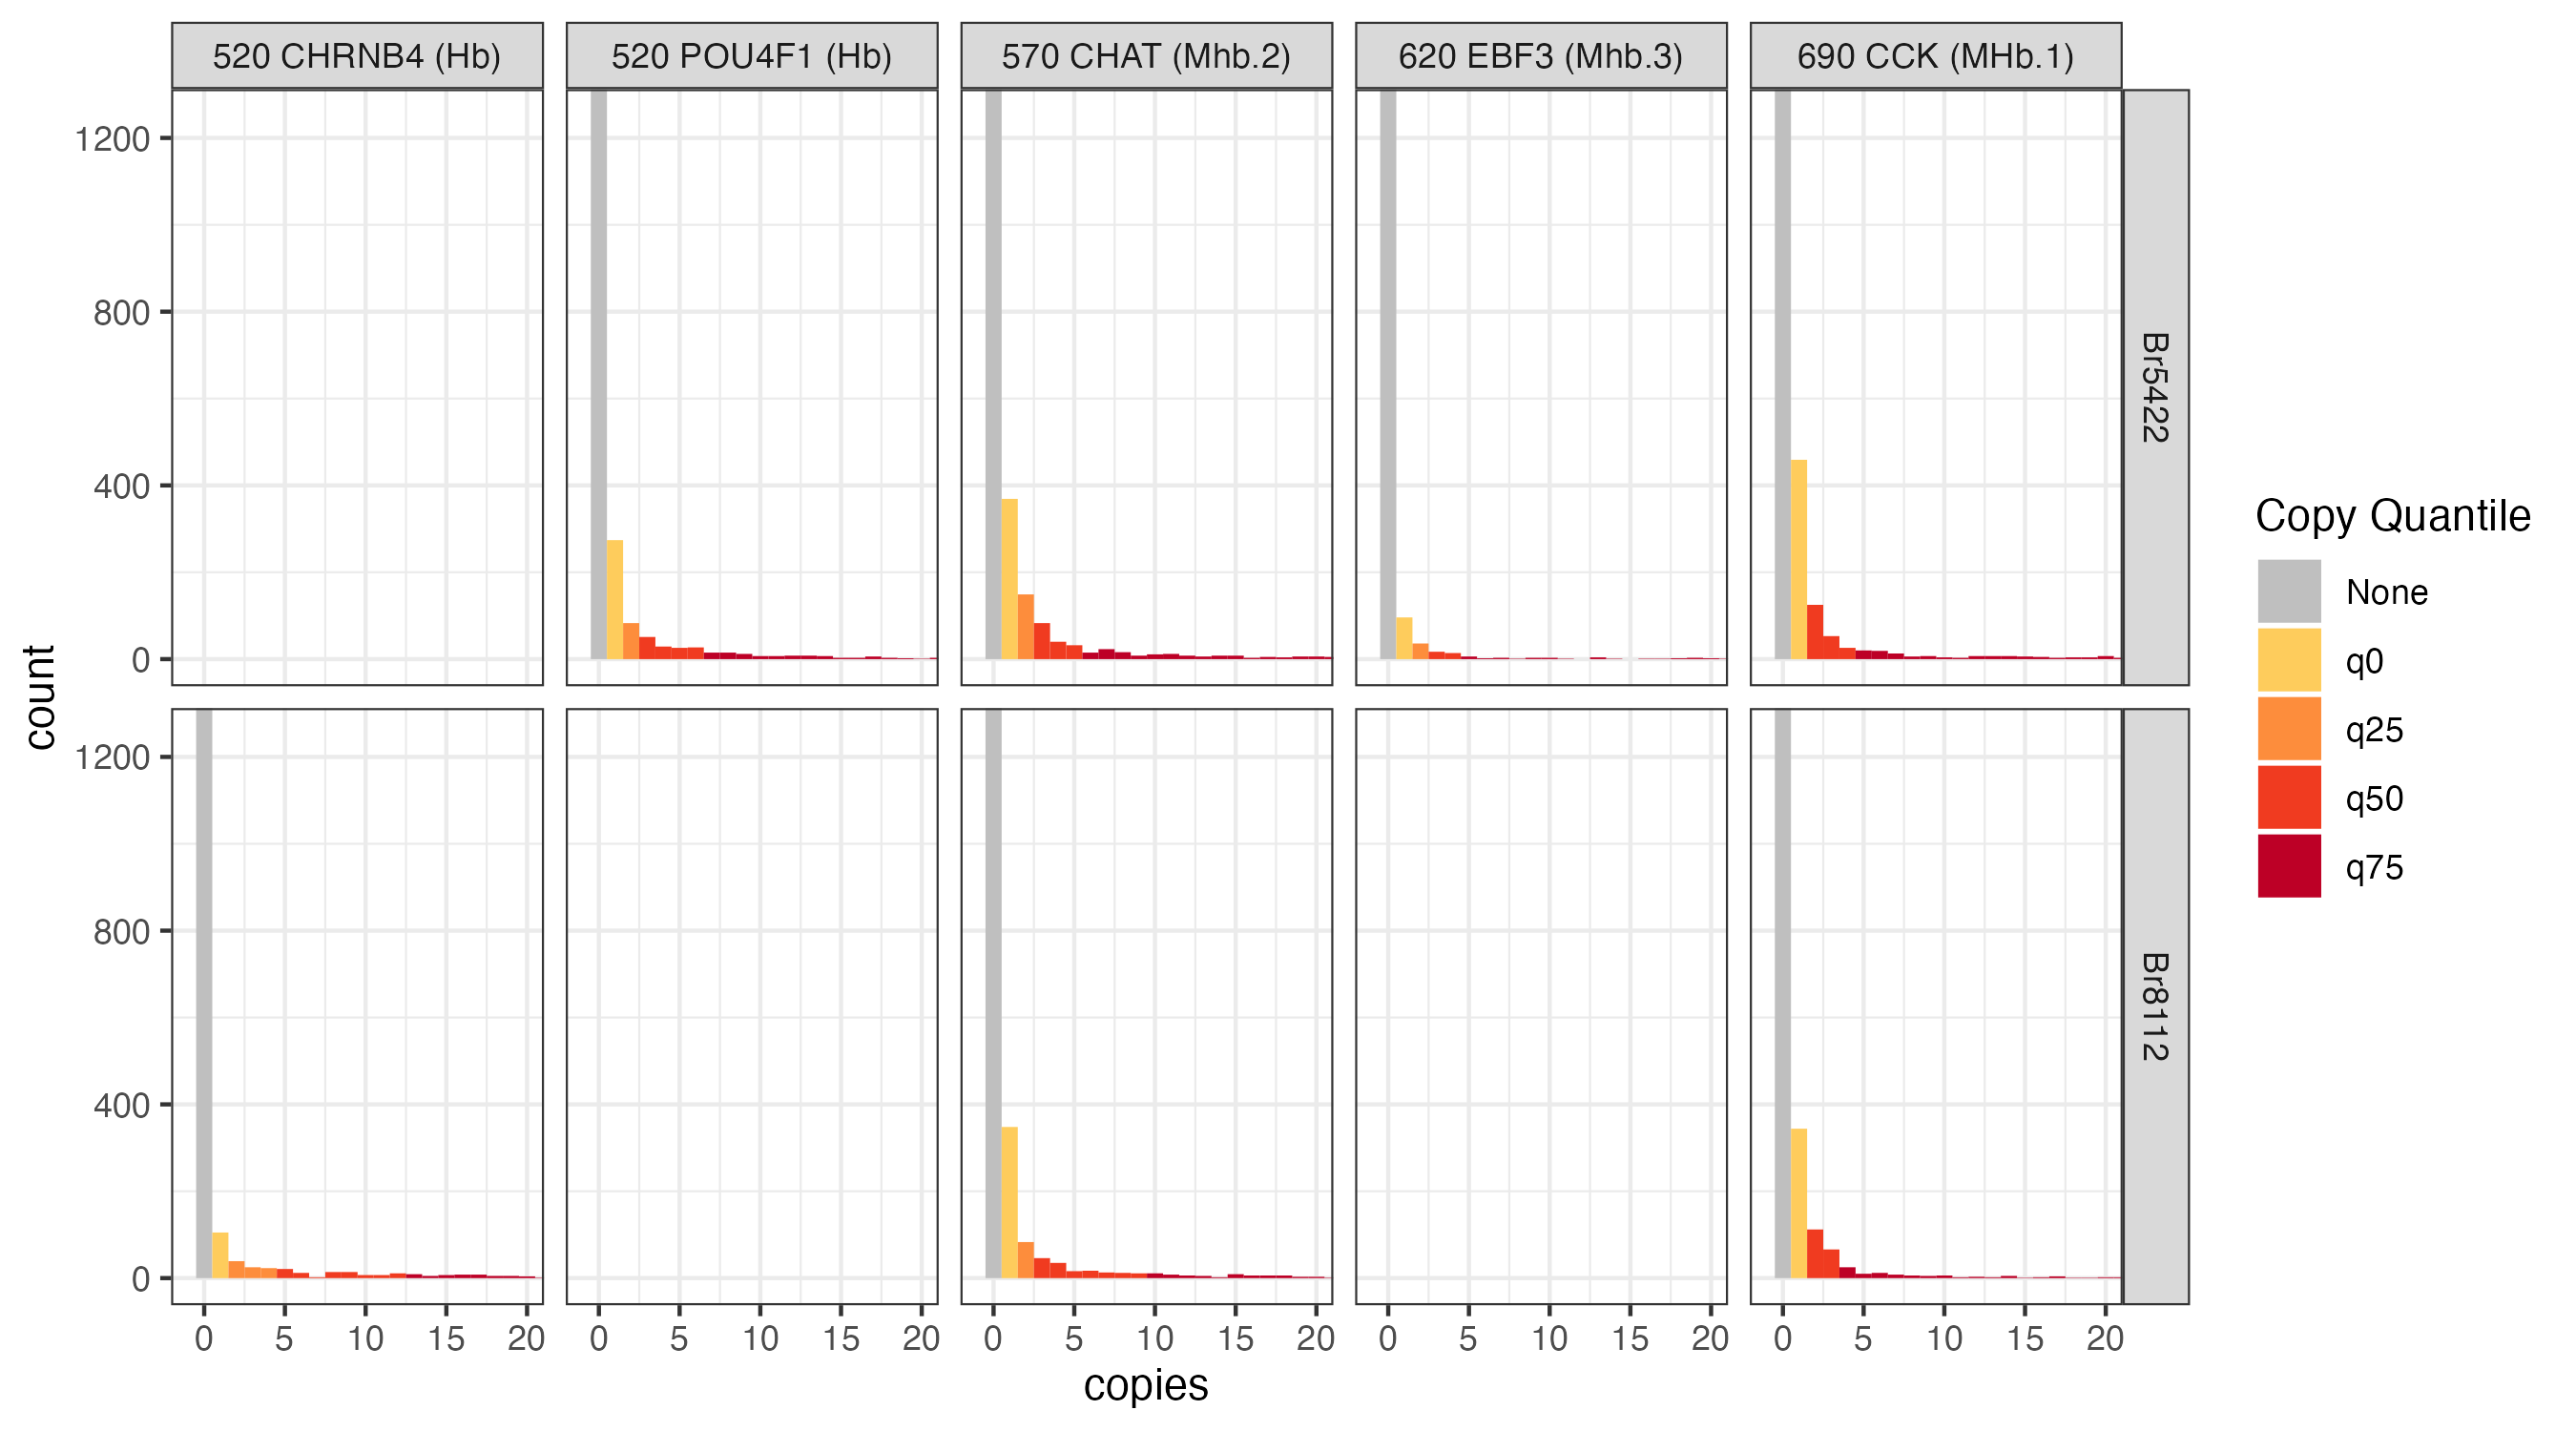 520 CHRNB4 (Hb)
520 POU4F1 (Hb)
570 CHAT (Mhb.2)
620 EBF3 (Mhb.3)
690 CCK (MHb.1)
1200
800
400
0
Br5422
1200
800
400
0
Br8112
count
0 5 10 15 20
0 5 10 15 20
0 5 10 15 20
0 5 10 15 20
0 5 10 15 20
copies
Copy Quantile
None
q0
q25
q50
q75